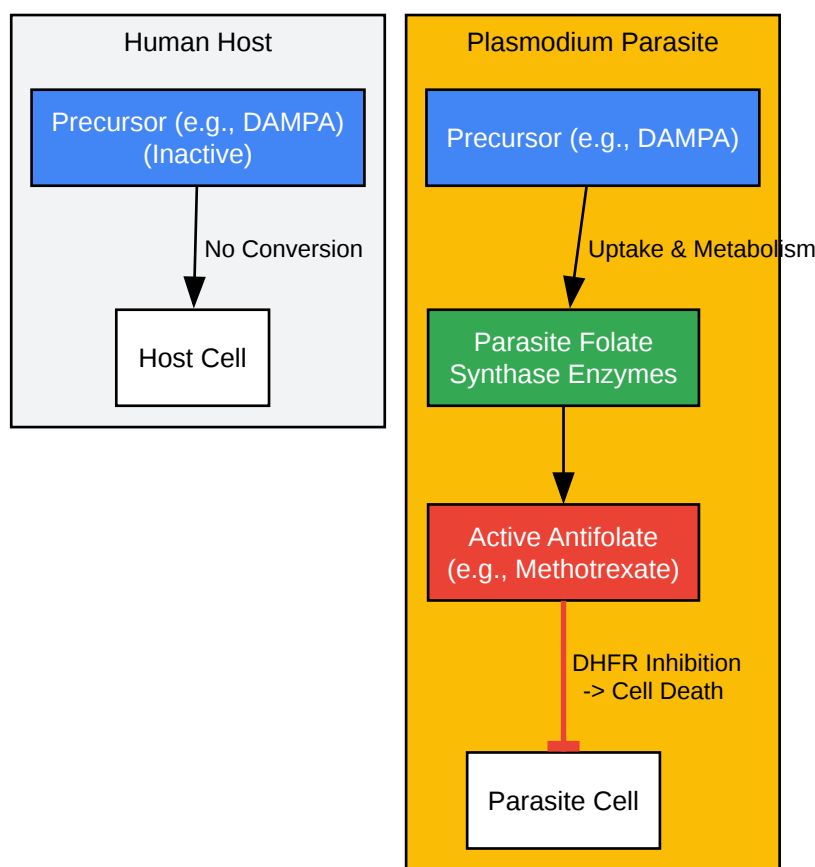 Human Host
Precursor (e.g., DAMPA)
(Inactive)
No Conversion
Host Cell
Plasmodium Parasite
Precursor (e.g., DAMPA)
Uptake & Metabolism
Parasite Folate
Synthase Enzymes
Active Antifolate
(e.g., Methotrexate)
DHFR Inhibition
-> Cell Death
Parasite Cell